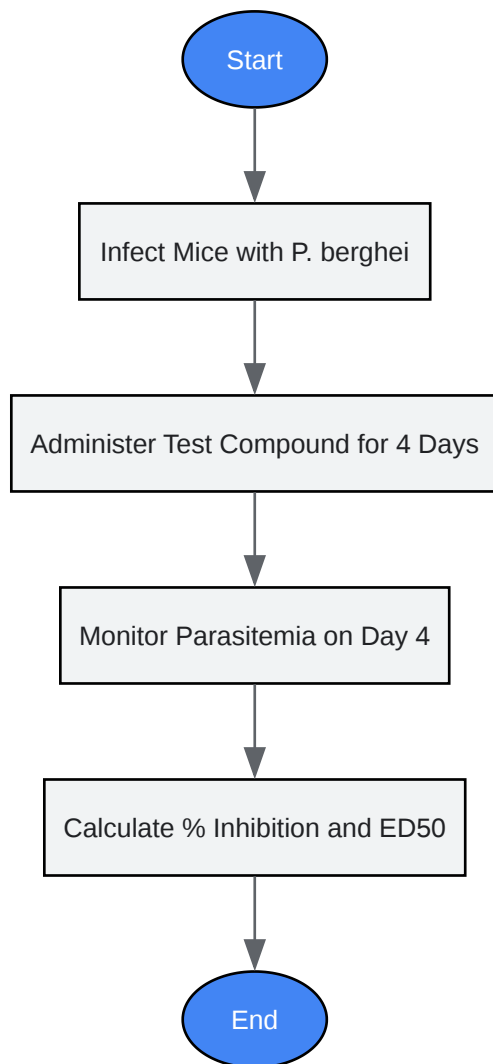 Start
Infect Mice with P. berghei
Administer Test Compound for 4 Days
Monitor Parasitemia on Day 4
Calculate % Inhibition and ED50
End